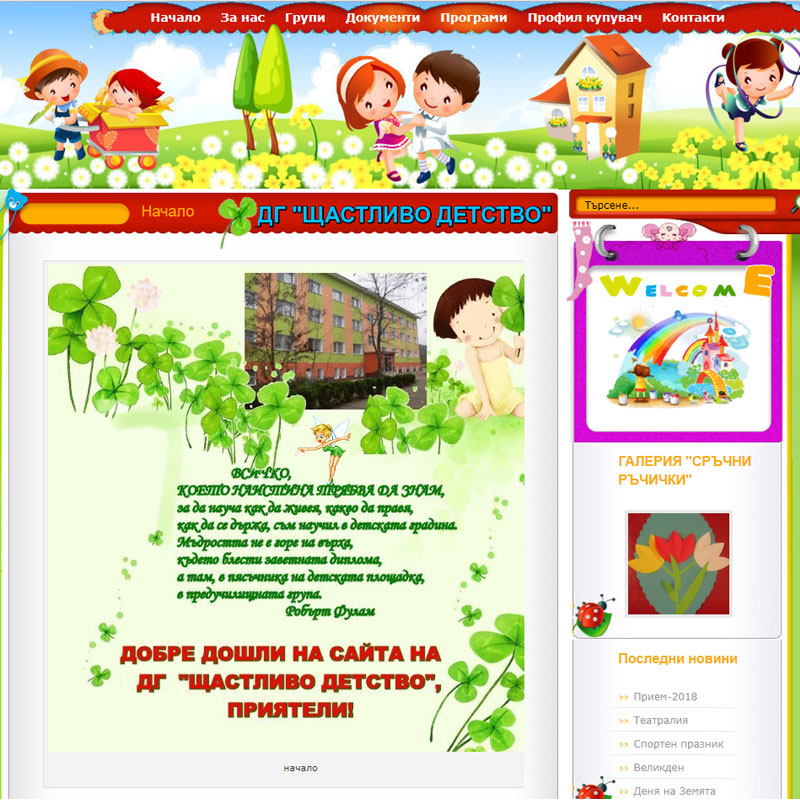 Начало За нас Групи Документи Програми Профил купувач Контакти
Начало
ДГ "ЩАСТЛИВО ДЕТСТВО"
Търсене...
WELCOME
ВСИЧКО,
КОЕТО НАИСТИНА ТРЯБВА ДА ЗНАМ,
за да науча как да живея, какво да правя,
как да се държа, съм научил в детската градина.
Мъдростта не е горе на върха,
където блести заветната диплома,
а там, в пясъчника на детската площадка,
в предучилищната група.
Робърт Фулам
ДОБРЕ ДОШЛИ НА САЙТА НА
ДГ "ЩАСТЛИВО ДЕТСТВО",
ПРИЯТЕЛИ!
начало
ГАЛЕРИЯ "СРЪЧНИ
РЪЧИЧКИ"
Последни новини
>> Прием-2018
>> Театралия
>> Спортен празник
>> Великден
>> Деня на Земята